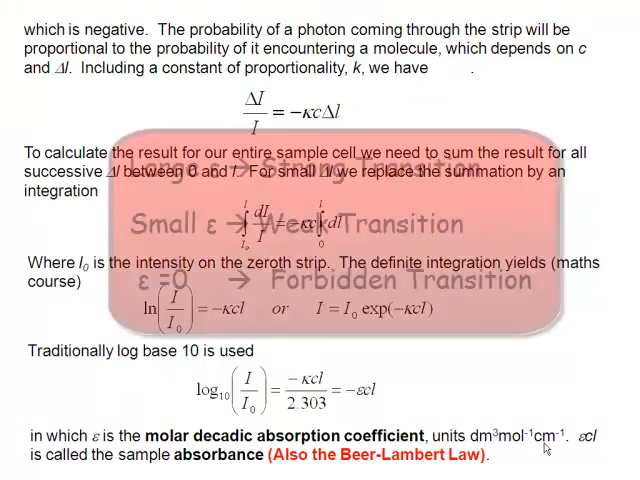 which is negative. The probability of a photon coming through the strip will be
proportional to the probability of it encountering a molecule, which depends on c
and Δl. Including a constant of proportionality, k, we have .
ΔI/I = −κcΔl
To calculate the result for our entire sample cell we need to sum the result for all
Large ε → Strong Transition
successive Δl between 0 and l. For small Δl we replace the summation by an
integration
Small ε → Weak Transition
∫_{I_o}^{I} dI/I = −κc ∫_{0}^{l} dl
Where I₀ is the intensity on the zeroth strip. The definite integration yields (maths
course)
ε =0 → Forbidden Transition
ln(I/I₀) = −κcl or I = I₀ exp(−κcl)
Traditionally log base 10 is used
log₁₀(I/I₀) = −κcl/2.303 = −εcl
in which ε is the molar decadic absorption coefficient, units dm³mol⁻¹cm⁻¹. εcl
is called the sample absorbance (Also the Beer-Lambert Law).